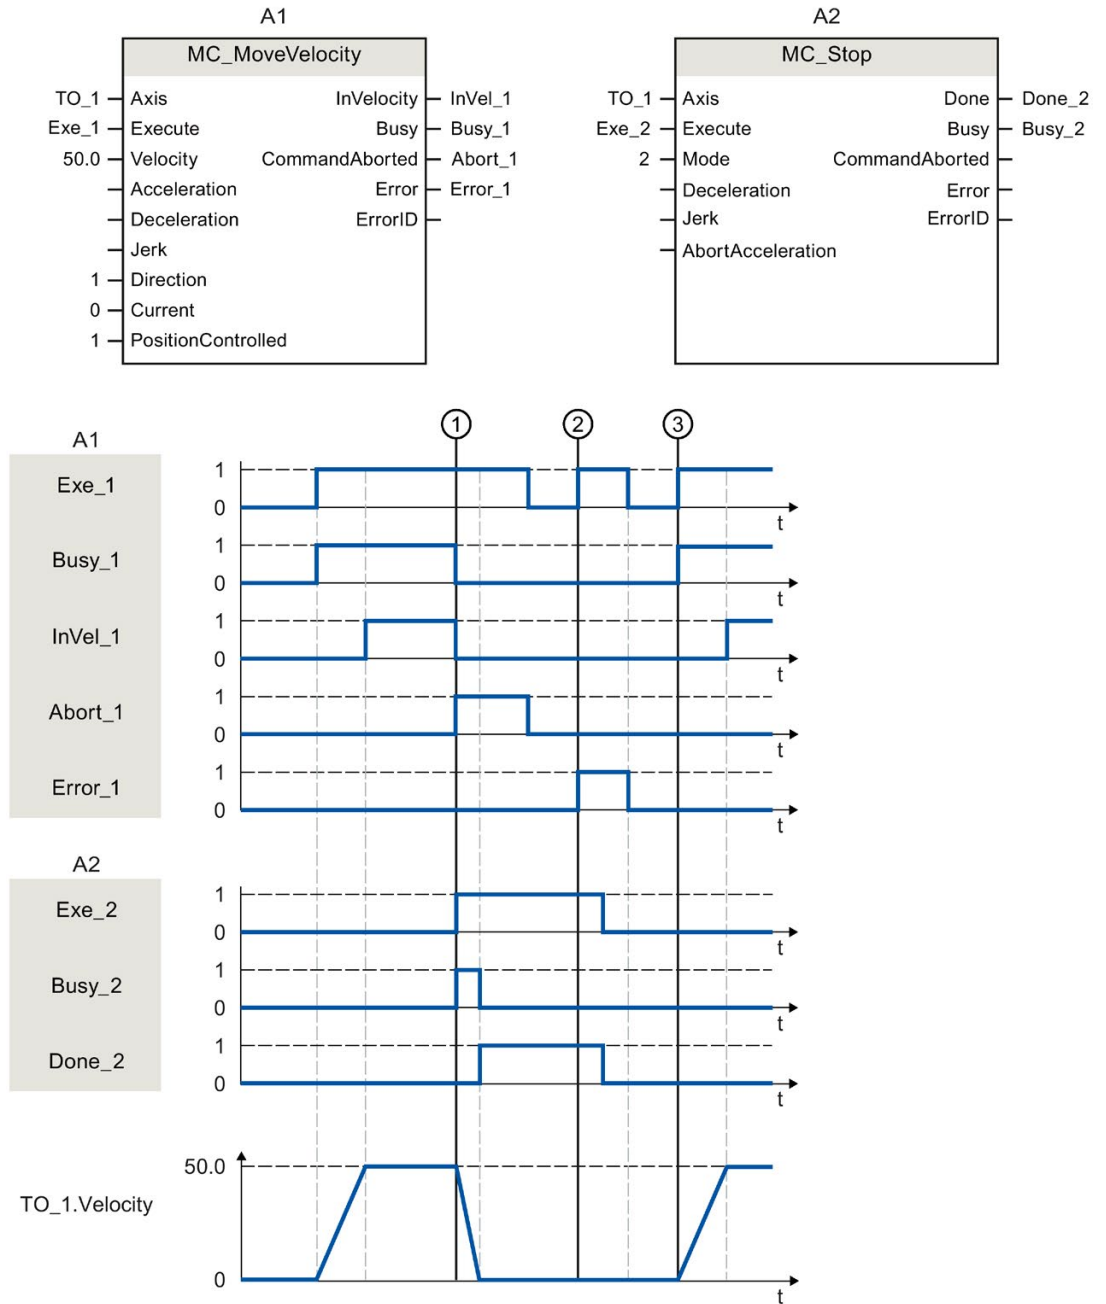 A1 A2
MC_MoveVelocity MC_Stop
TO_1 Axis InVelocity InVel_1 TO_1 Axis Done Done_2
Exe_1 Execute Busy Busy_1 Exe_2 Execute Busy Busy_2
50.0 Velocity CommandAborted Abort_1 2 Mode CommandAborted
Acceleration Error Error_1 Deceleration Error
Deceleration ErrorID Jerk ErrorID
Jerk AbortAcceleration
1 Direction
0 Current
1 PositionControlled
1 2 3
A1
Exe_1 1
0
t
Busy_1 1
0
t
InVel_1 1
0
t
Abort_1 1
0
t
Error_1 1
0
t
A2
Exe_2 1
0
t
Busy_2 1
0
t
Done_2 1
0
t
50.0
TO_1.Velocity
0
t